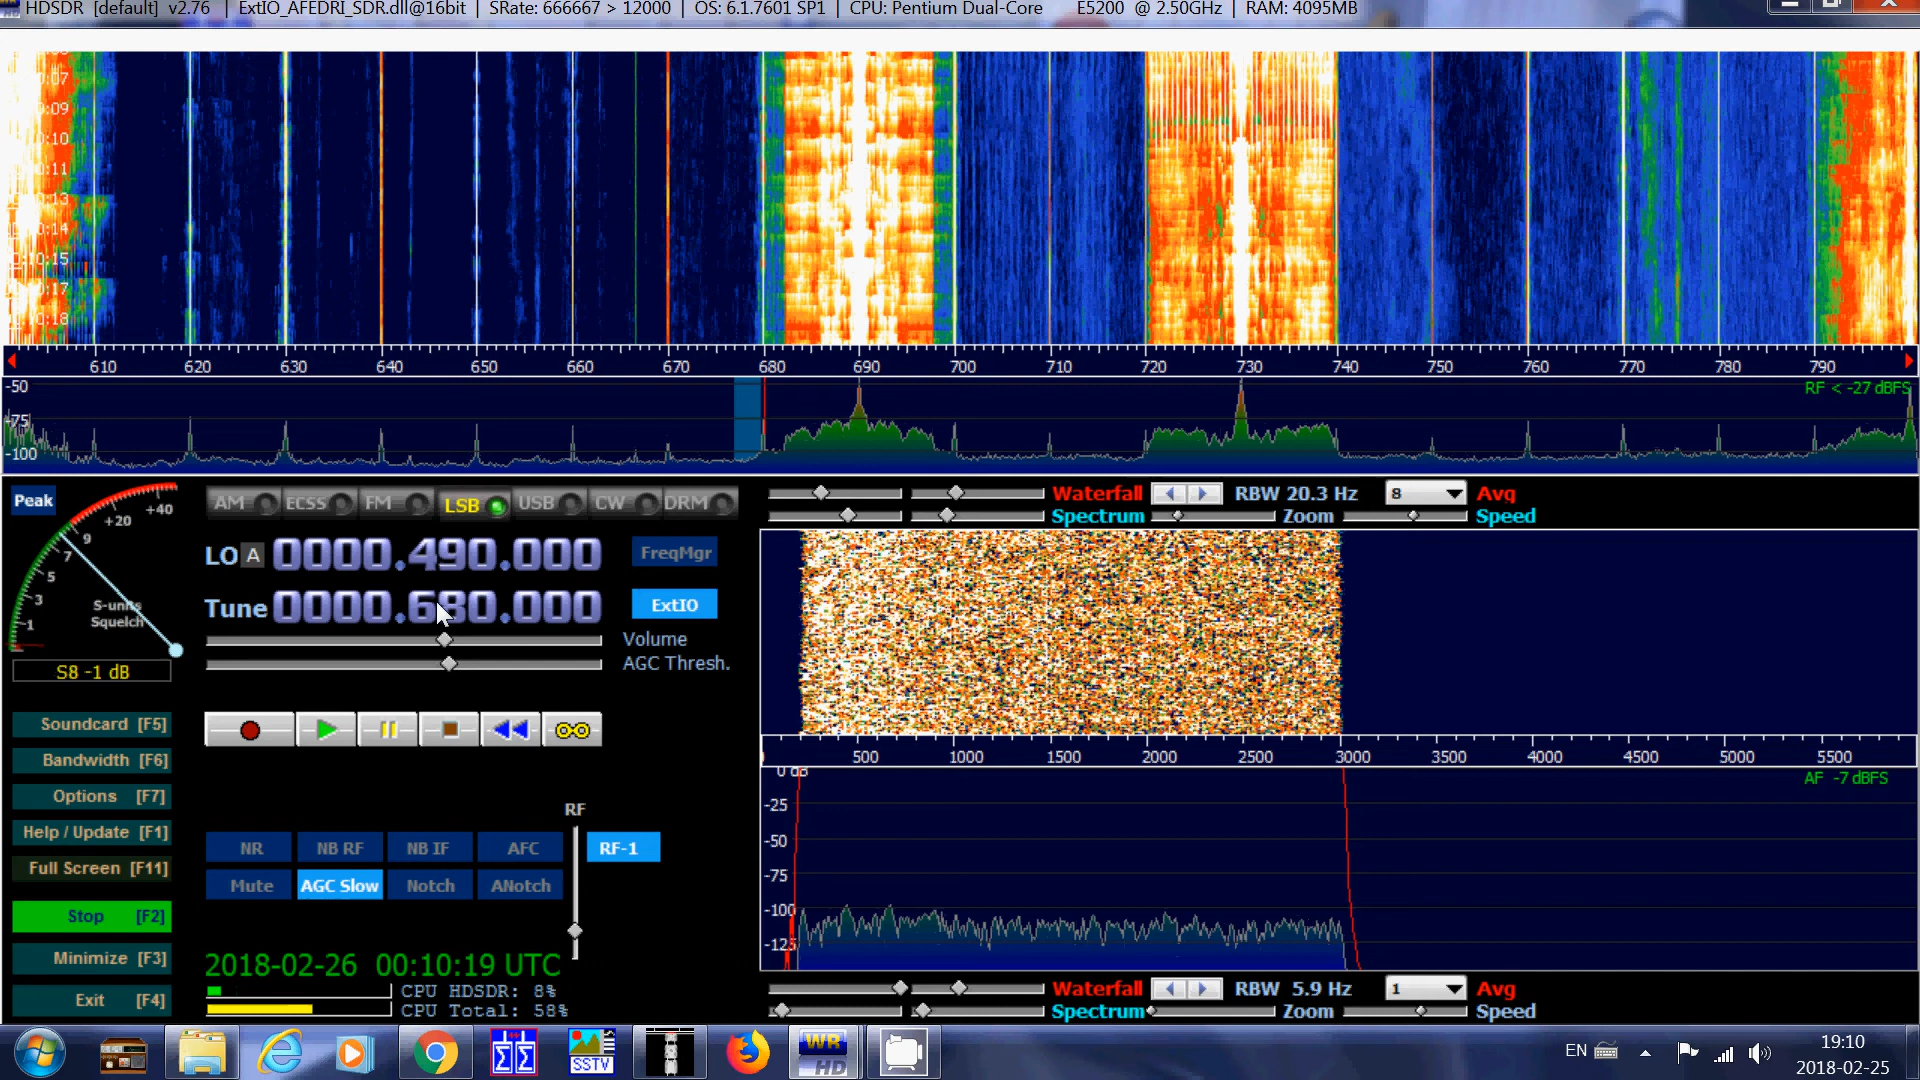 HDSDR [default] v2.76 | ExtIO_AFEDRI_SDR.dll@16bit | SRate: 666667 > 12000 | OS: 6.1.7601 SP1 | CPU: Pentium Dual-Core E5200 @ 2.50GHz | RAM: 4095MB
610 620 630 640 650 660 670 680 690 700 710 720 730 740 750 760 770 780 790
-50
-75
-100
RF < -27 dBFS
Peak
1 3 5 7 9 +20 +40
S-units
Squelch
S8 -1 dB
AM ECSS FM LSB USB CW DRM
LO A 0000.490.000 FreqMgr
Tune 0000.680.000 ExtIO
Volume
AGC Thresh.
Waterfall RBW 20.3 Hz 8 Avg
Spectrum Zoom Speed
Soundcard [F5]
Bandwidth [F6]
Options [F7]
Help / Update [F1]
Full Screen [F11]
Stop [F2]
Minimize [F3]
Exit [F4]
RF
NR NB RF NB IF AFC RF-1
Mute AGC Slow Notch ANotch
2018-02-26 00:10:19 UTC
CPU HDSDR: 8%
CPU Total: 58%
500 1000 1500 2000 2500 3000 3500 4000 4500 5000 5500
0 dB
-25
-50
-75
-100
-125
AF -7 dBFS
Waterfall RBW 5.9 Hz 1 Avg
Spectrum Zoom Speed
SSTV
WR
HD
EN
19:10
2018-02-25